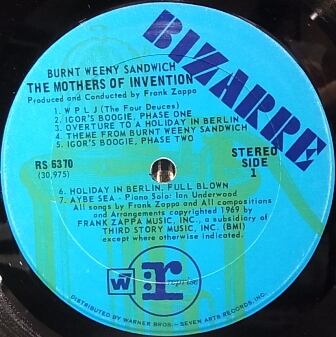 BIZARRE
BURNT WEENY SANDWICH
THE MOTHERS OF INVENTION
Produced and Conducted by Frank Zappa
1. W P L J (The Four Deuces)
2. IGOR'S BOOGIE, PHASE ONE
3. OVERTURE TO A HOLIDAY IN BERLIN
4. THEME FROM BURNT WEENY SANDWICH
5. IGOR'S BOOGIE, PHASE TWO
RS 6370
(30,975)
STEREO
SIDE
1
6. HOLIDAY IN BERLIN, FULL BLOWN
7. AYBE SEA - Piano Solo: Ian Underwood
All songs by Frank Zappa and All compositions
and Arrangements copyrighted 1969 by
FRANK ZAPPA MUSIC, INC., a subsidiary of
THIRD STORY MUSIC, INC. (BMI)
except where otherwise indicated.
W7
r: reprise
DISTRIBUTED BY WARNER BROS. - SEVEN ARTS RECORDS, INC.